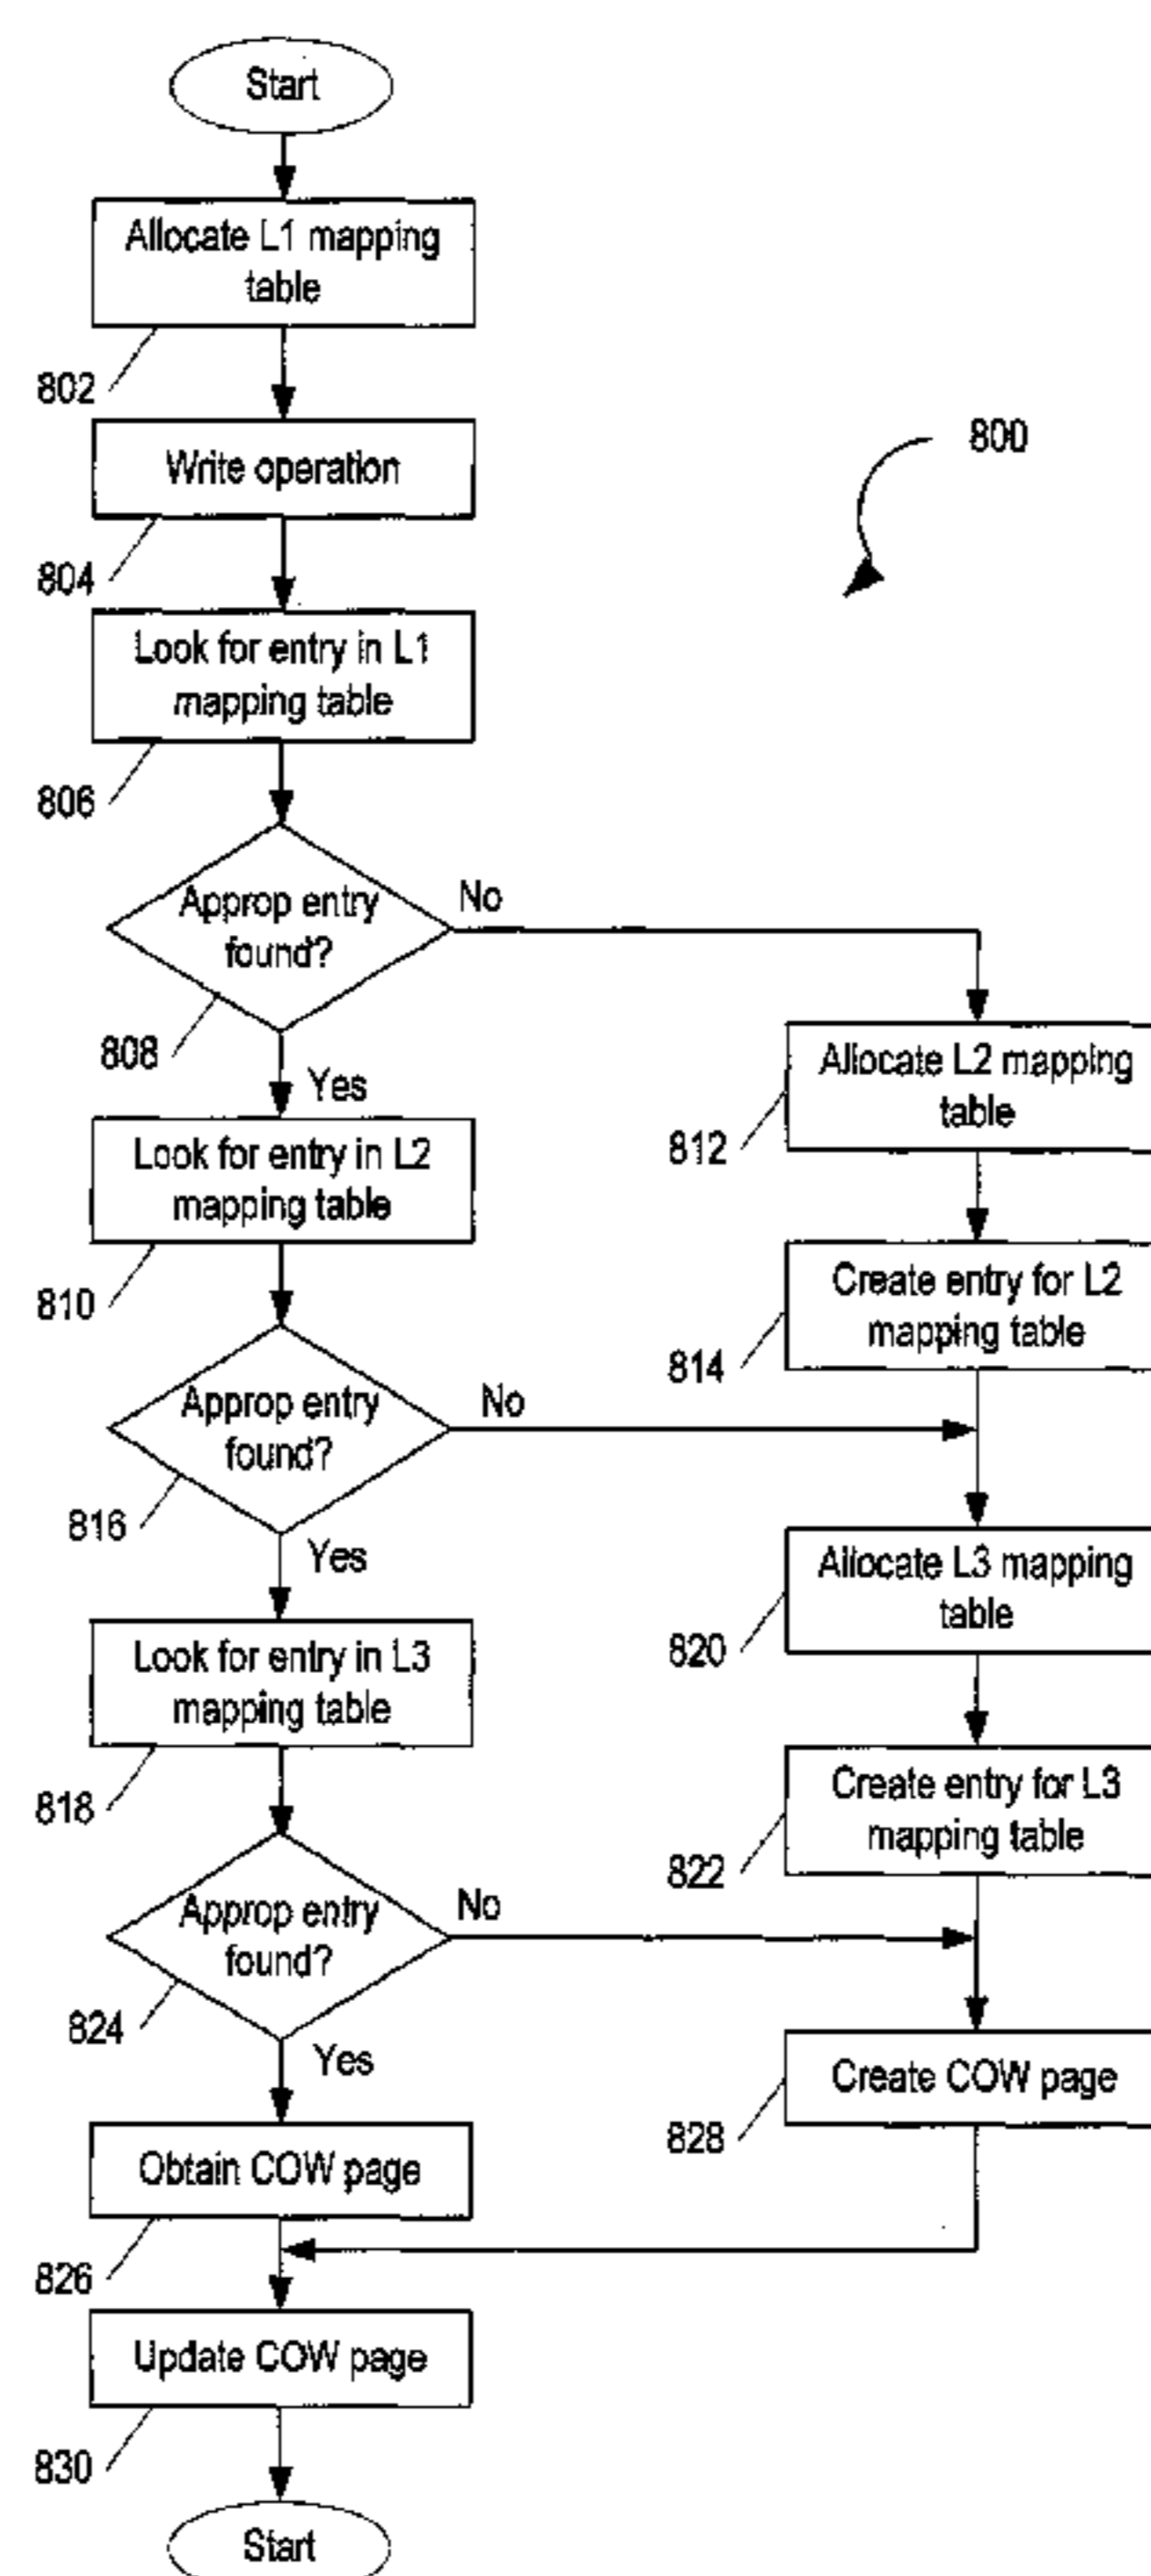 Start
Allocate L1 mapping
table
802
Write operation
800
804
Look for entry in L1
mapping table
806
Approp entry
found?
No
808
Yes
Allocate L2 mapping
table
812
Look for entry in L2
mapping table
810
Create entry for L2
mapping table
814
Approp entry
found?
No
816
Yes
Allocate L3 mapping
table
820
Look for entry in L3
mapping table
818
Create entry for L3
mapping table
822
Approp entry
found?
No
824
Yes
Create COW page
828
Obtain COW page
826
Update COW page
830
Start